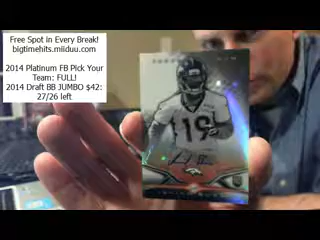 Free Spot in Every Break!
bigtimehits.miiduu.com
2014 Platinum FB Pick Your
Team: FULL!
2014 Draft BB JUMBO $42:
27/26 left
19